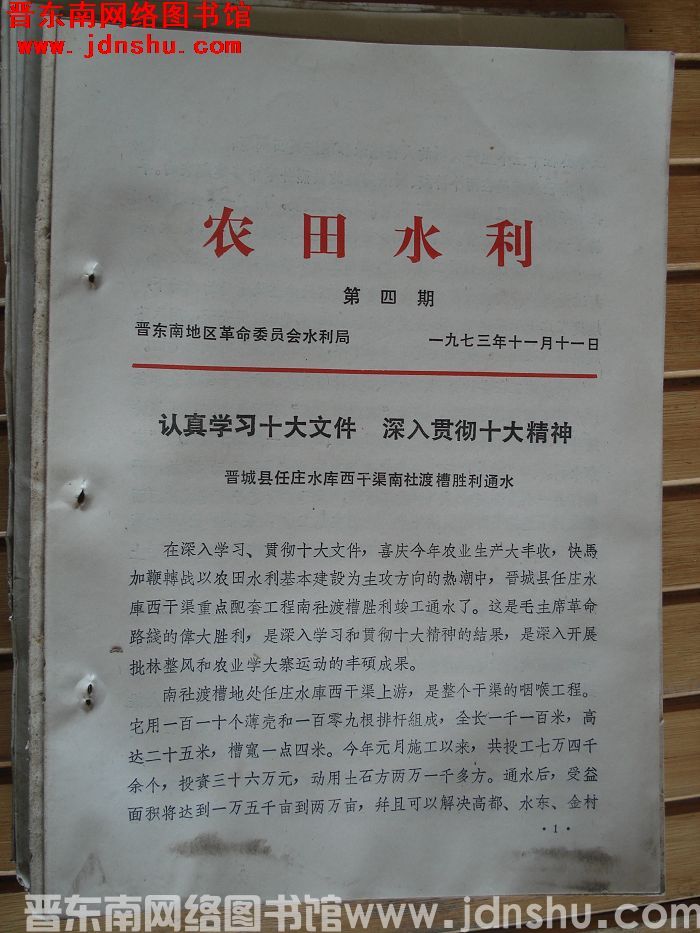 晋东南网络图书馆
www.jdnshu.com
农田水利
第四期
晋东南地区革命委员会水利局 一九七三年十一月十一日
认真学习十大文件 深入贯彻十大精神
晋城县任庄水库西干渠南社渡槽胜利通水
在深入学习、贯彻十大文件，喜庆今年农业生产大丰收，快馬
加鞭轉战以农田水利基本建設为主攻方向的热潮中，晋城县任庄水
庫西干渠重点配套工程南社渡槽胜利竣工通水了。这是毛主席革命
路綫的偉大胜利，是深入学习和貫彻十大精神的結果，是深入开展
批林整风和农业学大寨运动的丰硕成果。
南社渡槽地处任庄水庫西干渠上游，是整个干渠的咽喉工程。
它用一百一十个薄壳和一百零九根排杆組成，全长一千一百米，高
达二十五米，槽寬一点四米。今年元月施工以来，共投工七万四千
余个，投資三十六万元，动用土石方两万一千多方。通水后，受益
面积将达到一万五千亩到两万亩，幷且可以解决高都、水东、金村
·1·
晋东南网络图书馆www.jdnshu.com